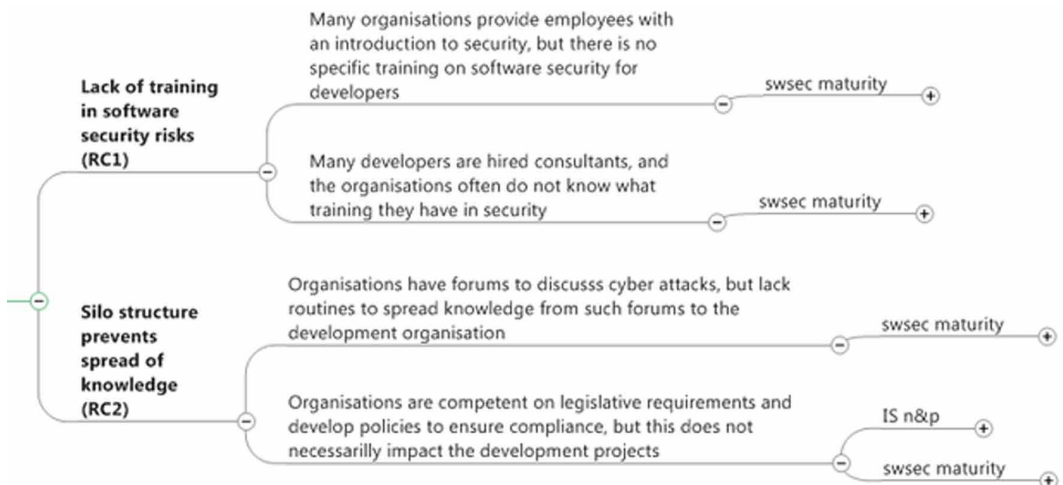 Many organisations provide employees with
an introduction to security, but there is no
specific training on software security for
developers
swsec maturity
Lack of training
in software
security risks
(RC1)
Many developers are hired consultants, and
the organisations often do not know what
training they have in security
swsec maturity
Organisations have forums to discusss cyber attacks, but lack
routines to spread knowledge from such forums to the
development organisation
swsec maturity
Silo structure
prevents
spread of
knowledge
(RC2)
Organisations are competent on legislative requirements and
develop policies to ensure compliance, but this does not
necessarilly impact the development projects
IS n&p
swsec maturity